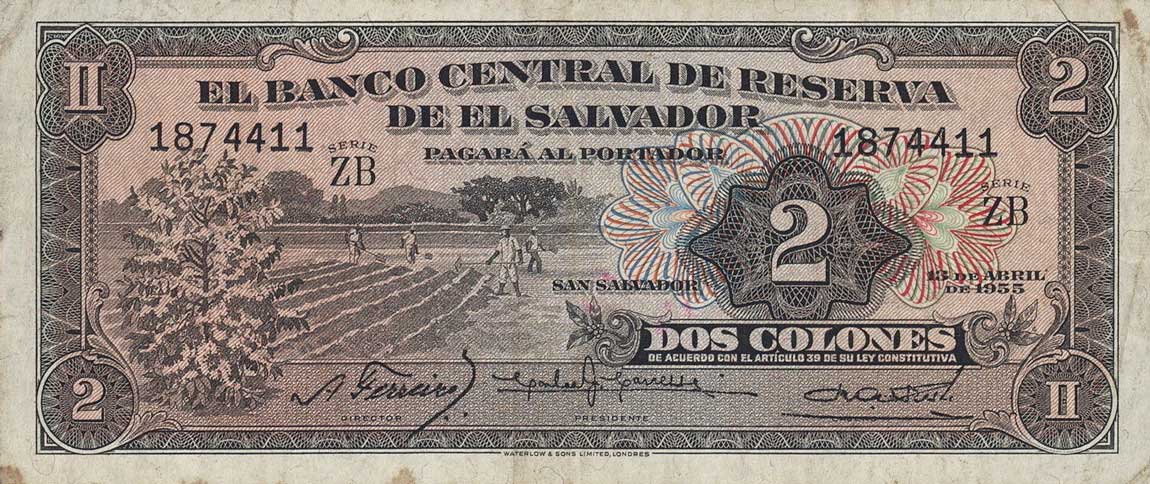 II
2
EL BANCO CENTRAL DE RESERVA
DE EL SALVADOR
1874411
1874411
SERIE
ZB
PAGARÁ AL PORTADOR
SERIE
ZB
2
SAN SALVADOR
13 DE ABRIL
DE 1955
DOS COLONES
DE ACUERDO CON EL ARTÍCULO 39 DE SU LEY CONSTITUTIVA
2
II
DIRECTOR
PRESIDENTE
WATERLOW & SONS LIMITED, LONDRES